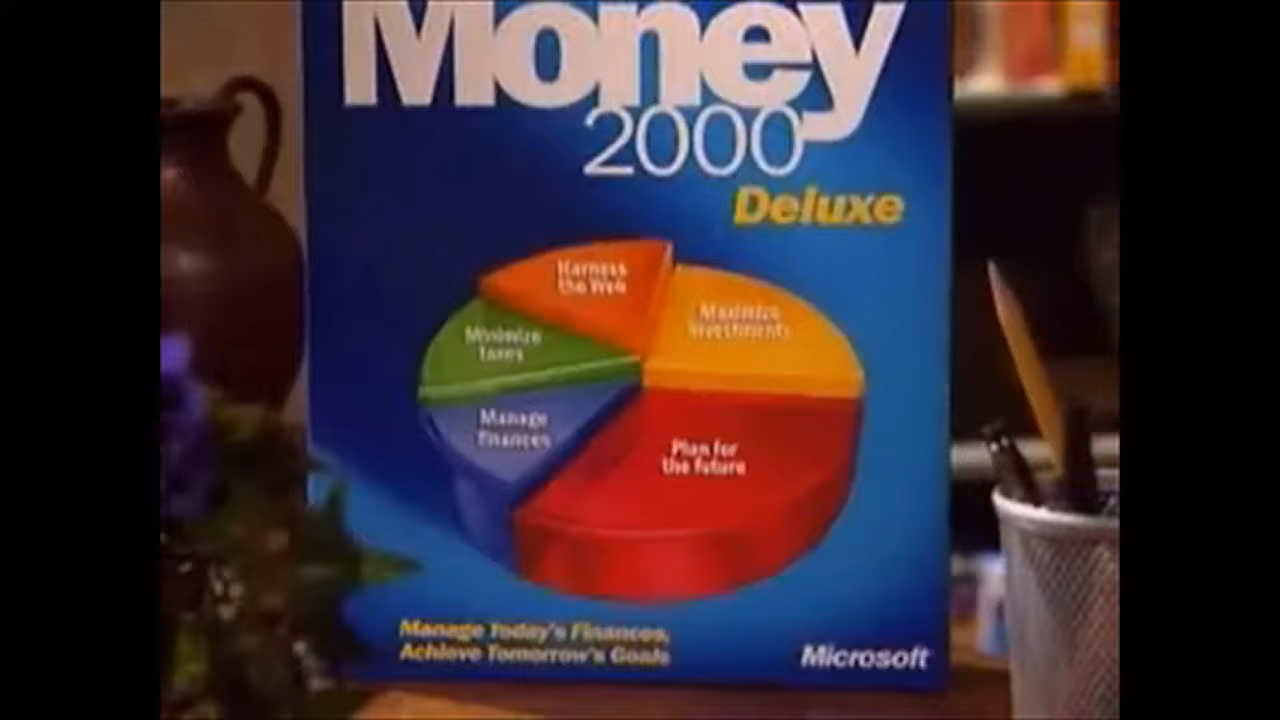 Money
2000
Deluxe
Harness
the Web
Maximize
investments
Minimize
taxes
Manage
finances
Plan for
the future
Manage Today's Finances,
Achieve Tomorrow's Goals
Microsoft